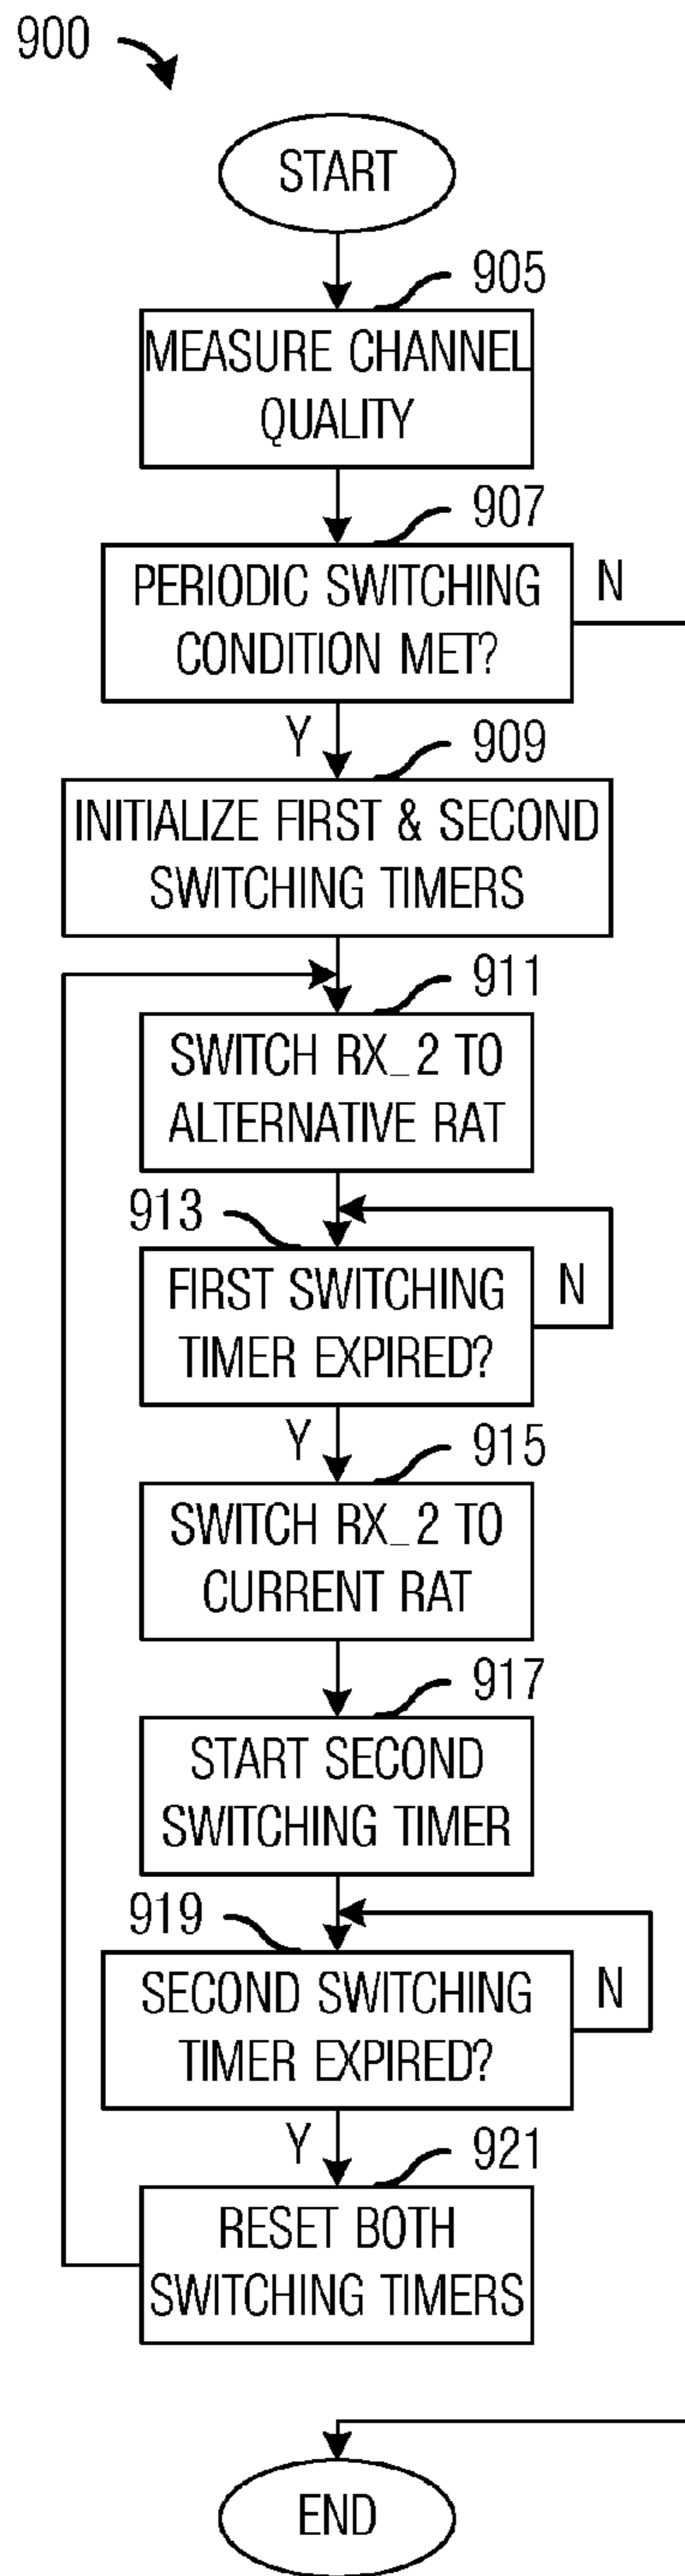 900
START
905
MEASURE CHANNEL
QUALITY
907
PERIODIC SWITCHING
CONDITION MET?
N
Y
909
INITIALIZE FIRST & SECOND
SWITCHING TIMERS
911
SWITCH RX_2 TO
ALTERNATIVE RAT
913
FIRST SWITCHING
TIMER EXPIRED?
N
Y
915
SWITCH RX_2 TO
CURRENT RAT
917
START SECOND
SWITCHING TIMER
919
SECOND SWITCHING
TIMER EXPIRED?
N
Y
921
RESET BOTH
SWITCHING TIMERS
END